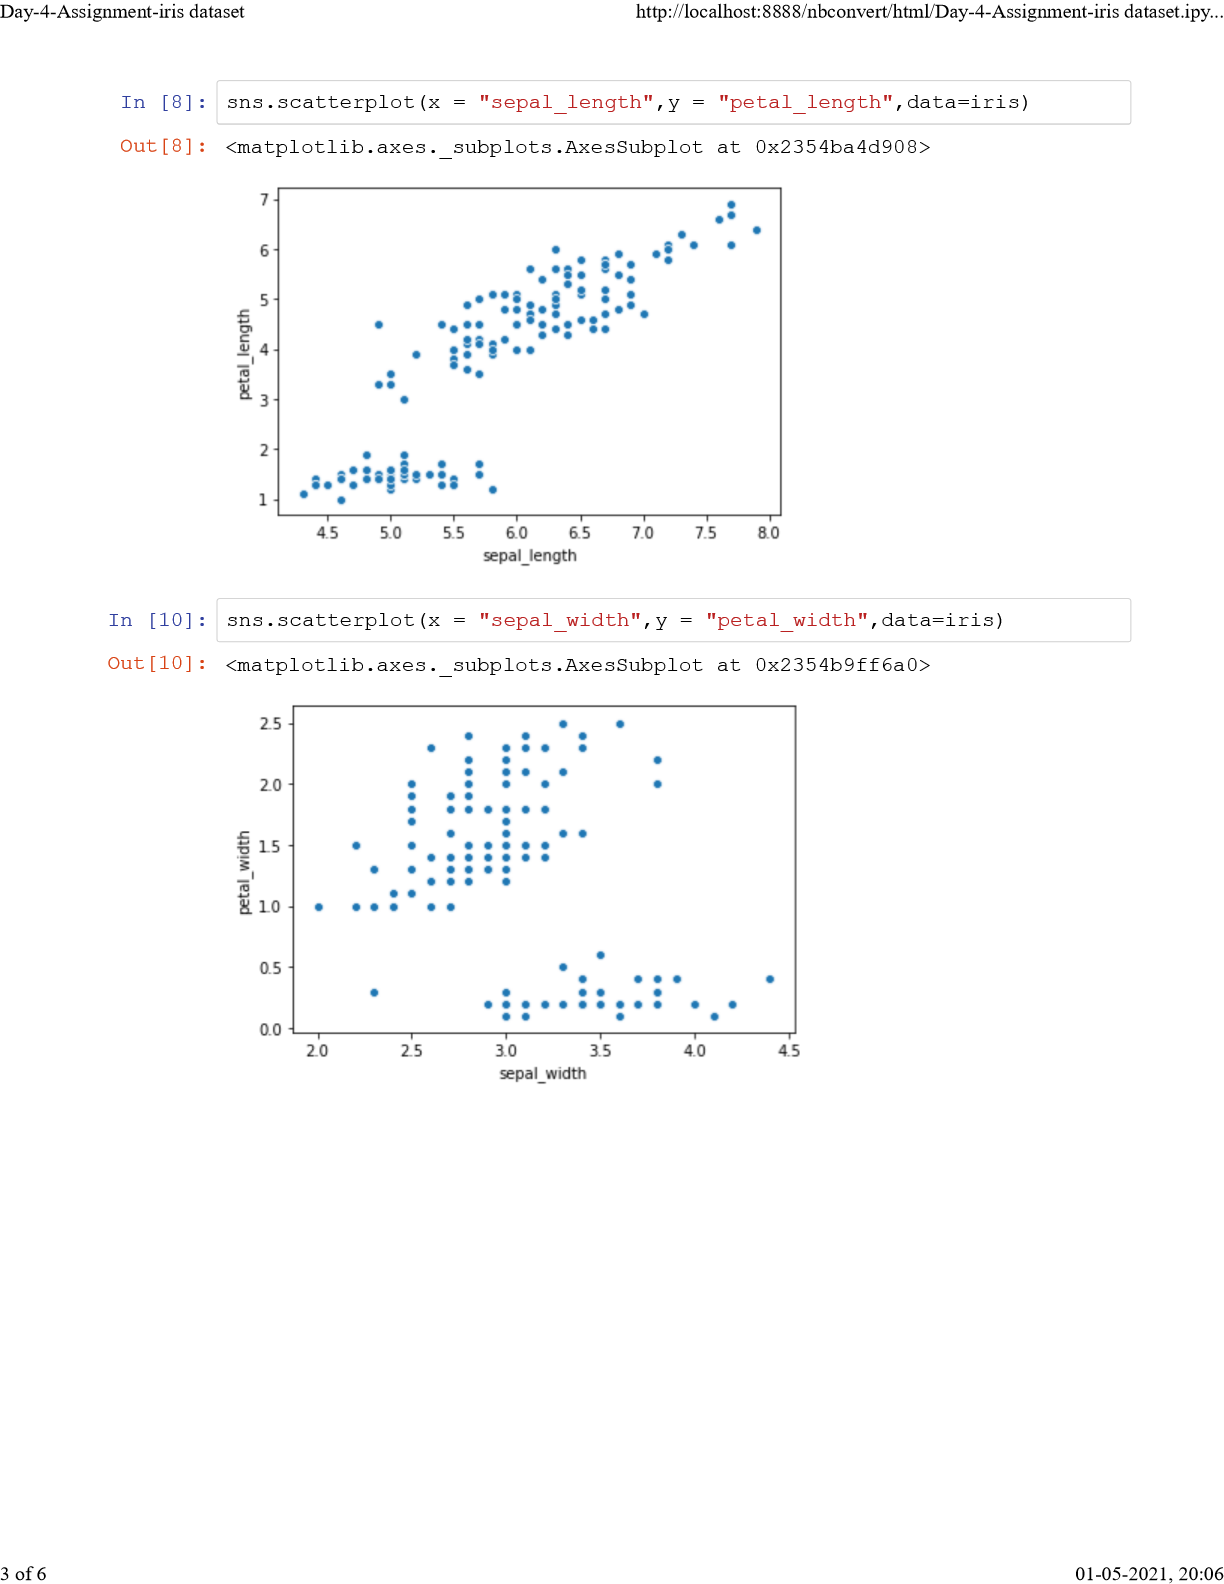 Day-4-Assignment-iris dataset
http://localhost:8888/nbconvert/html/Day-4-Assignment-iris dataset.ipy...
In [8]: sns.scatterplot(x = "sepal_length",y = "petal_length",data=iris)
Out[8]: <matplotlib.axes._subplots.AxesSubplot at 0x2354ba4d908>
7
6
5
4
3
2
1
petal_length
4.5 5.0 5.5 6.0 6.5 7.0 7.5 8.0
sepal_length
In [10]: sns.scatterplot(x = "sepal_width",y = "petal_width",data=iris)
Out[10]: <matplotlib.axes._subplots.AxesSubplot at 0x2354b9ff6a0>
2.5
2.0
1.5
1.0
0.5
0.0
petal_width
2.0 2.5 3.0 3.5 4.0 4.5
sepal_width
3 of 6
01-05-2021, 20:06